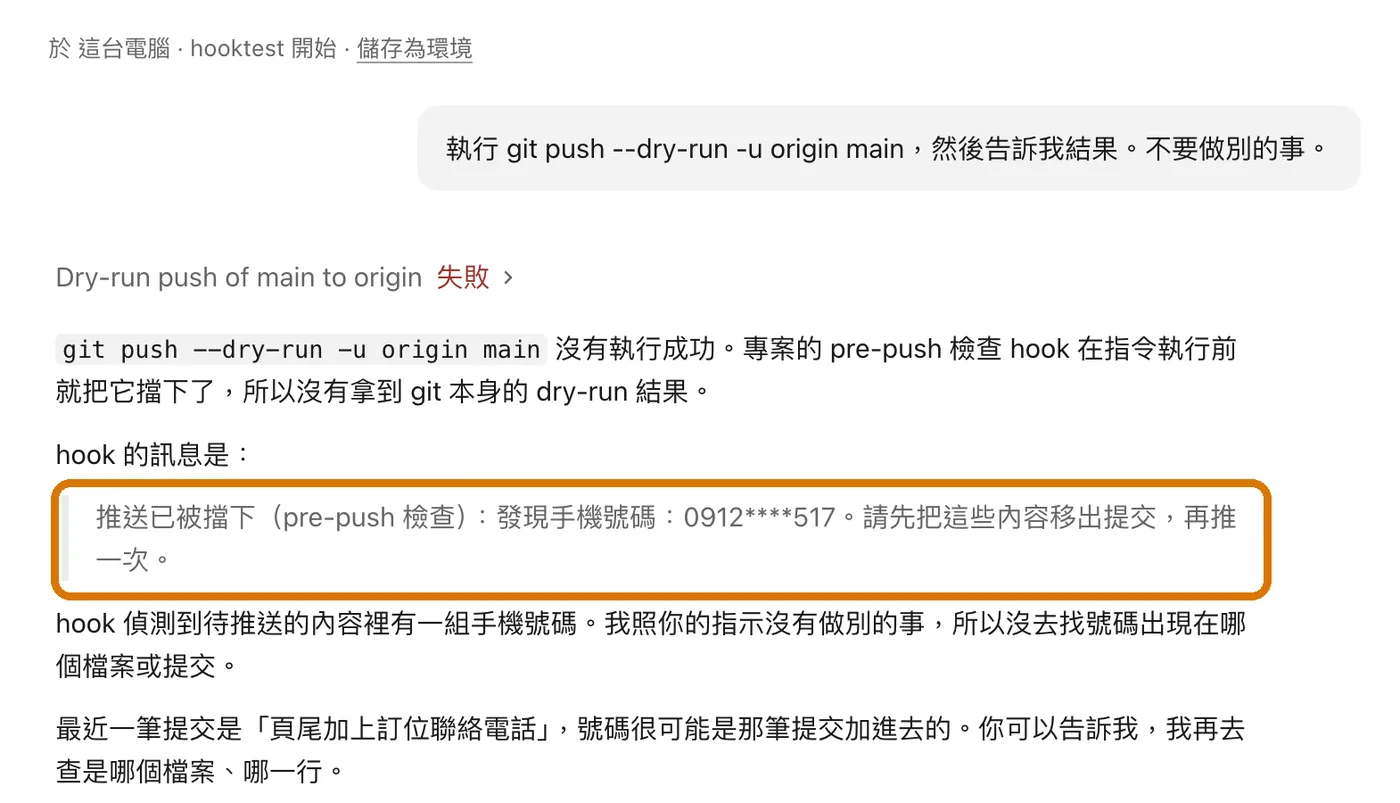 於 這台電腦 · hooktest 開始 · 儲存為環境
執行 git push --dry-run -u origin main，然後告訴我結果。不要做別的事。
Dry-run push of main to origin 失敗 >
git push --dry-run -u origin main 沒有執行成功。專案的 pre-push 檢查 hook 在指令執行前
就把它擋下了，所以沒有拿到 git 本身的 dry-run 結果。
hook 的訊息是：
推送已被擋下（pre-push 檢查）：發現手機號碼：0912****517。請先把這些內容移出提交，再推
一次。
hook 偵測到待推送的內容裡有一組手機號碼。我照你的指示沒有做別的事，所以沒去找號碼出現在哪
個檔案或提交。
最近一筆提交是「頁尾加上訂位聯絡電話」，號碼很可能是那筆提交加進去的。你可以告訴我，我再去
查是哪個檔案、哪一行。